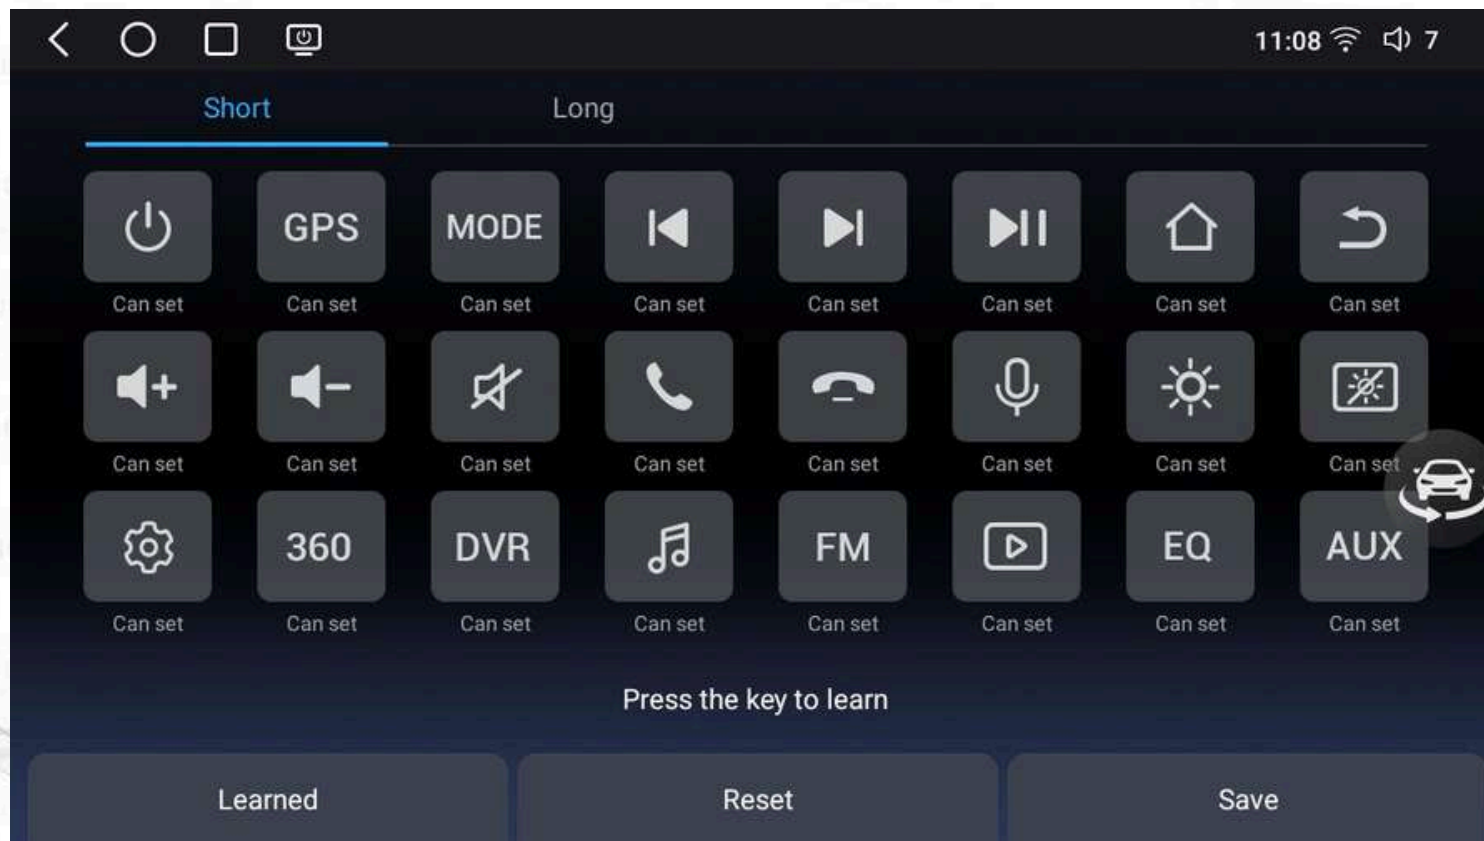 11:08 7
Short Long
GPS MODE
Can set Can set Can set Can set Can set Can set Can set Can set
Can set Can set Can set Can set Can set Can set Can set Can set
360 DVR FM EQ AUX
Can set Can set Can set Can set Can set Can set Can set Can set
Press the key to learn
Learned Reset Save